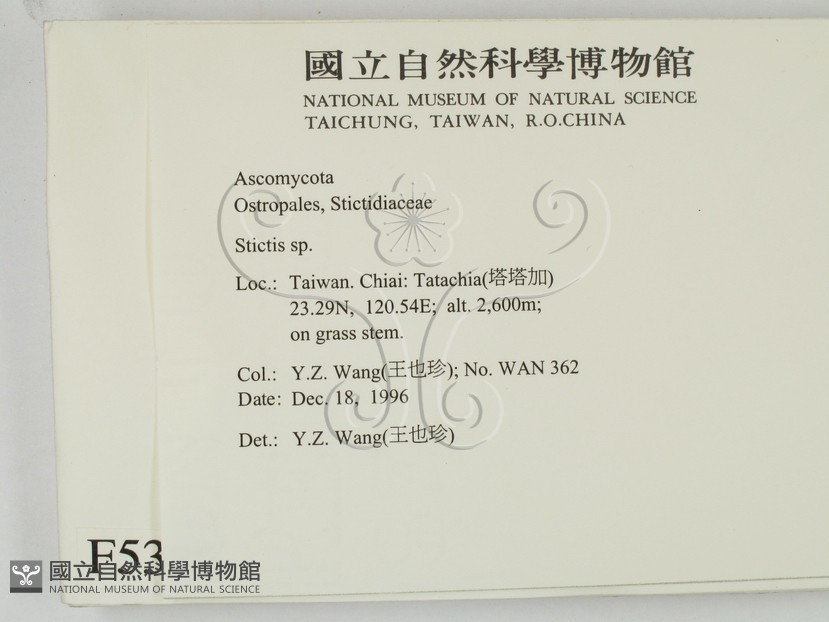 國立自然科學博物館
NATIONAL MUSEUM OF NATURAL SCIENCE
TAICHUNG, TAIWAN, R.O.CHINA
Ascomycota
Ostropales, Stictidiaceae
Stictis sp.
Loc.: Taiwan. Chiai: Tatachia(塔塔加)
23.29N, 120.54E; alt. 2,600m;
on grass stem.
Col.: Y.Z. Wang(王也珍); No. WAN 362
Date: Dec. 18, 1996
Det.: Y.Z. Wang(王也珍)
F53
國立自然科學博物館
NATIONAL MUSEUM OF NATURAL SCIENCE